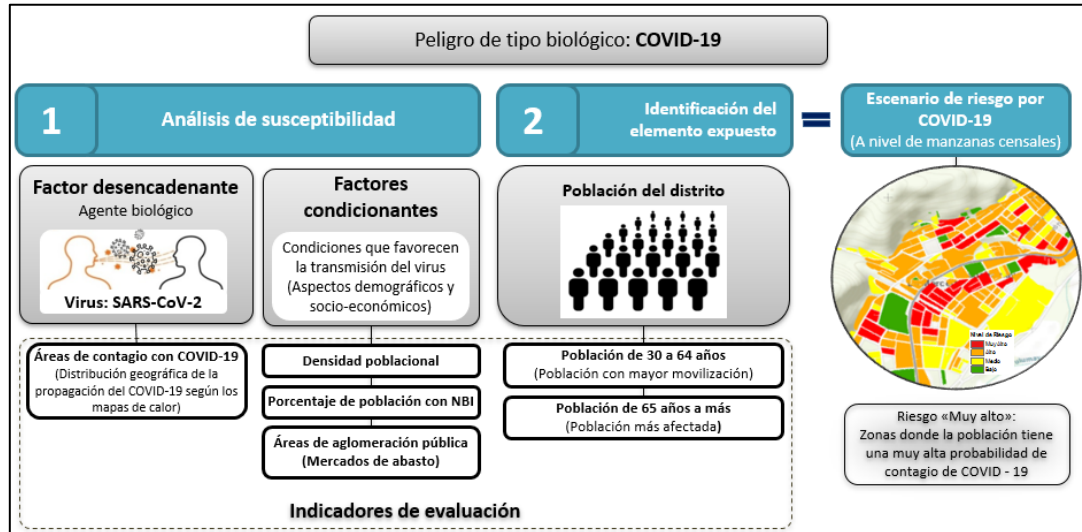 Peligro de tipo biológico: COVID-19
1
Análisis de susceptibilidad
Factor desencadenante
Agente biológico
Virus: SARS-CoV-2
Áreas de contagio con COVID-19
(Distribución geográfica de la
propagación del COVID-19 según los
mapas de calor)
Factores
condicionantes
Condiciones que favorecen
la transmisión del virus
(Aspectos demográficos y
socio-económicos)
Densidad poblacional
Porcentaje de población con NBI
Áreas de aglomeración pública
(Mercados de abasto)
2
Identificación del
elemento expuesto
Población del distrito
Población de 30 a 64 años
(Población con mayor movilización)
Población de 65 años a más
(Población más afectada)
Indicadores de evaluación
=
Escenario de riesgo por
COVID-19
(A nivel de manzanas censales)
Nivel de Riesgo
Muy Alto
Alto
Medio
Bajo
Riesgo «Muy alto»:
Zonas donde la población tiene
una muy alta probabilidad de
contagio de COVID - 19